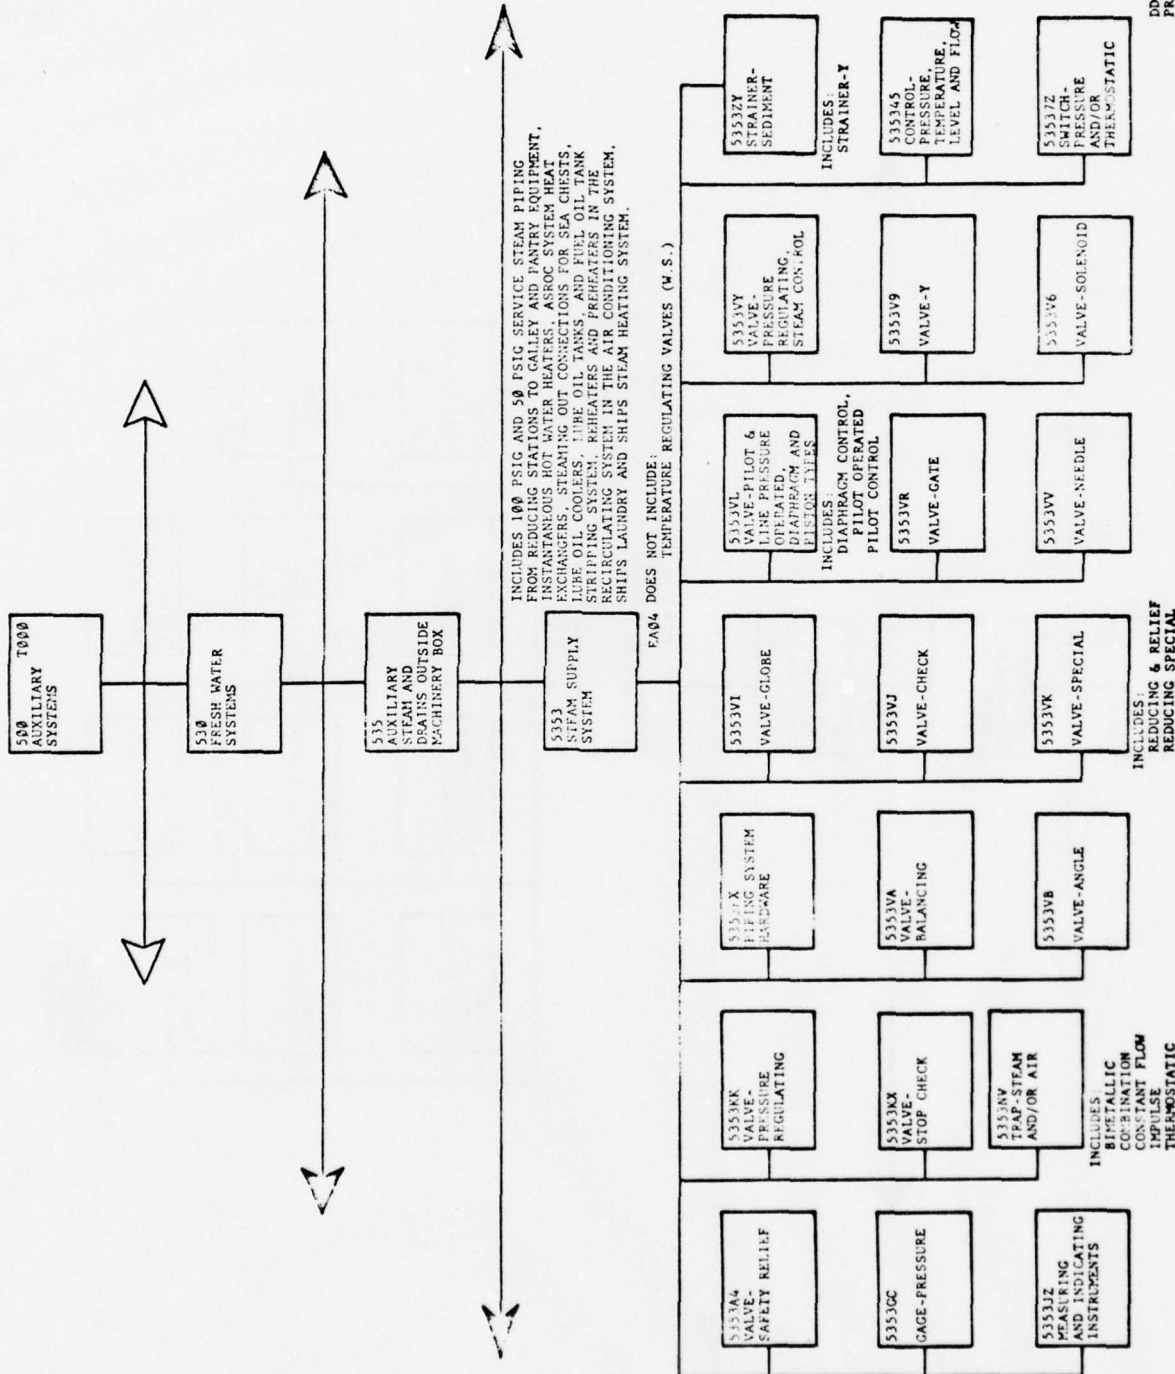 500 T000
AUXILIARY
SYSTEMS
530
FRESH WATER
SYSTEMS
535
AUXILIARY
STEAM AND
DRAINS OUTSIDE
MACHINERY BOX
5353
STEAM SUPPLY
SYSTEM
INCLUDES 100 PSIG AND 50 PSIG SERVICE STEAM PIPING
FROM REDUCING STATIONS TO GALLEY AND PANTRY EQUIPMENT,
INSTANTANEOUS HOT WATER HEATERS, ASROC SYSTEM HEAT
EXCHANGERS, STEAMING OUT CONNECTIONS FOR SEA CHESTS,
LUBE OIL COOLERS, LUBE OIL TANKS, AND FUEL OIL TANK
STRIPPING SYSTEM, REHEATERS AND PREHEATERS IN THE
RECIRCULATING SYSTEM IN THE AIR CONDITIONING SYSTEM,
SHIPS LAUNDRY AND SHIPS STEAM HEATING SYSTEM.
EA04 DOES NOT INCLUDE:
TEMPERATURE REGULATING VALVES (W.S.)
5353A4
VALVE-
SAFETY RELIEF
5353GC
GAGE-PRESSURE
5353JZ
MEASURING
AND INDICATING
INSTRUMENTS
5353KK
VALVE-
PRESSURE
REGULATING
5353KX
VALVE-
STOP CHECK
5353NV
TRAP-STEAM
AND/OR AIR
INCLUDES:
BIMETALLIC
COMBINATION
CONSTANT FLOW
IMPULSE
THERMOSTATIC
PIPING SYSTEM
HARDWARE
5353VA
VALVE-
BALANCING
5353VB
VALVE-ANGLE
5353VI
VALVE-GLOBE
5353VJ
VALVE-CHECK
5353VK
VALVE-SPECIAL
INCLUDES:
REDUCING & RELIEF
REDUCING SPECIAL
5353VL
VALVE-PILOT &
LINE PRESSURE
OPERATED,
DIAPHRAGM AND
PISTON TYPES
INCLUDES:
DIAPHRAGM CONTROL,
PILOT OPERATED
PILOT CONTROL
5353VR
VALVE-GATE
5353VV
VALVE-NEEDLE
5353VY
VALVE-
PRESSURE
REGULATING,
STEAM CONTROL
5353V9
VALVE-Y
5353V6
VALVE-SOLENOID
5353ZY
STRAINER-
SEDIMENT
INCLUDES:
STRAINER-Y
535345
CONTROL-
PRESSURE,
TEMPERATURE,
LEVEL AND FLOW
53537Z
SWITCH-
PRESSURE
AND/OR
THERMOSTATIC
DD
PR